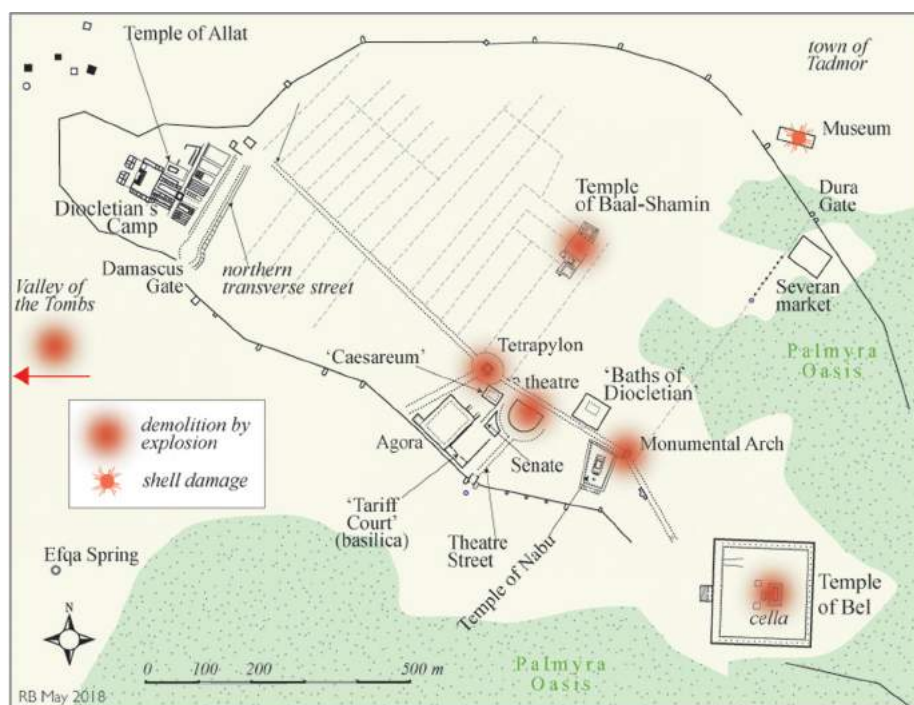 Temple of Allat
town of
Tadmor
Museum
Temple
of Baal-Shamin
Dura
Gate
Diocletian's
Camp
Damascus
Gate
northern
transverse street
Valley of
the Tombs
Severan
market
Palmyra
Oasis
Tetrapylon
'Caesareum'
theatre
'Baths of
Diocletian'
demolition by
explosion
shell damage
Agora
Senate
Monumental Arch
'Tariff
Court'
(basilica)
Theatre
Street
Temple of Nabu
Efqa Spring
Temple
of Bel
cella
N
0 100 200 500 m
Palmyra
Oasis
RB May 2018